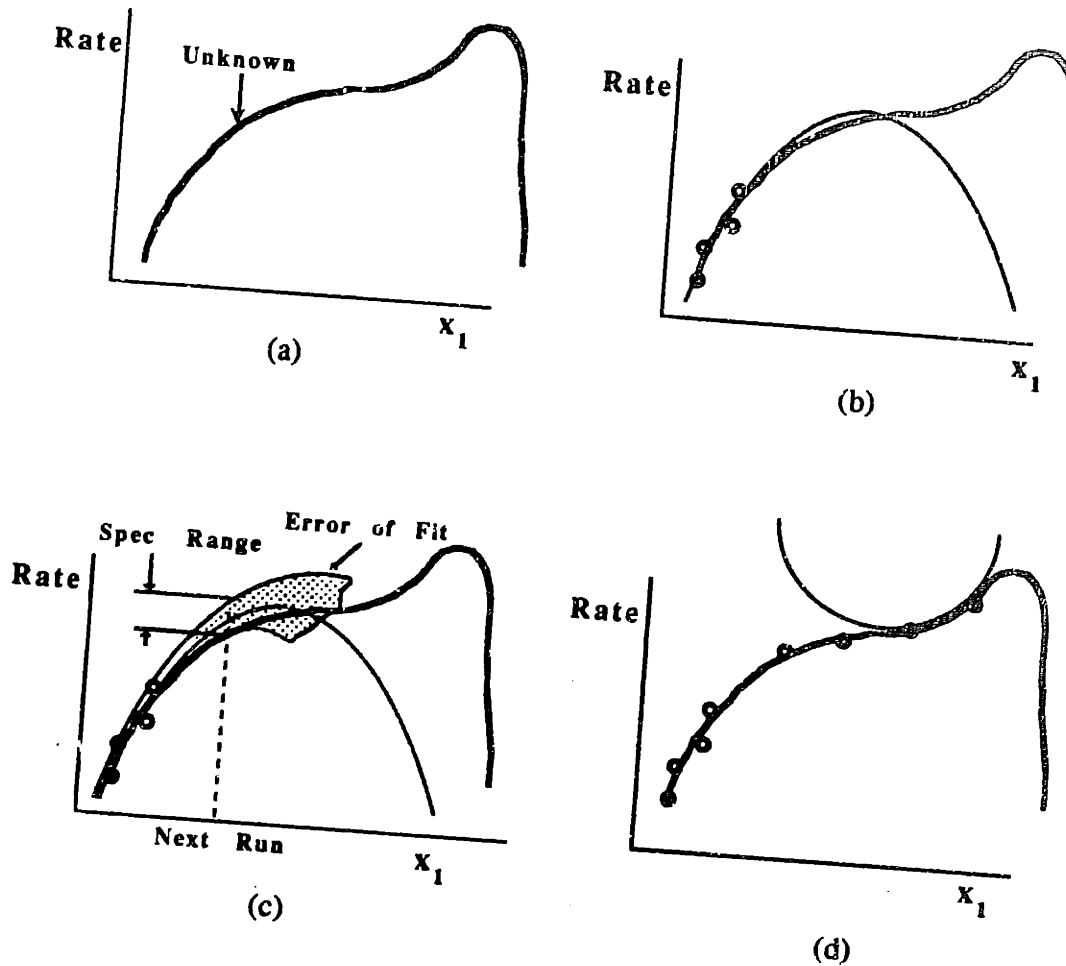 Rate
Unknown
X1
(a)
Rate
X1
(b)
Error of Fit
Spec Range
Rate
Next Run
X1
(c)
Rate
X1
(d)